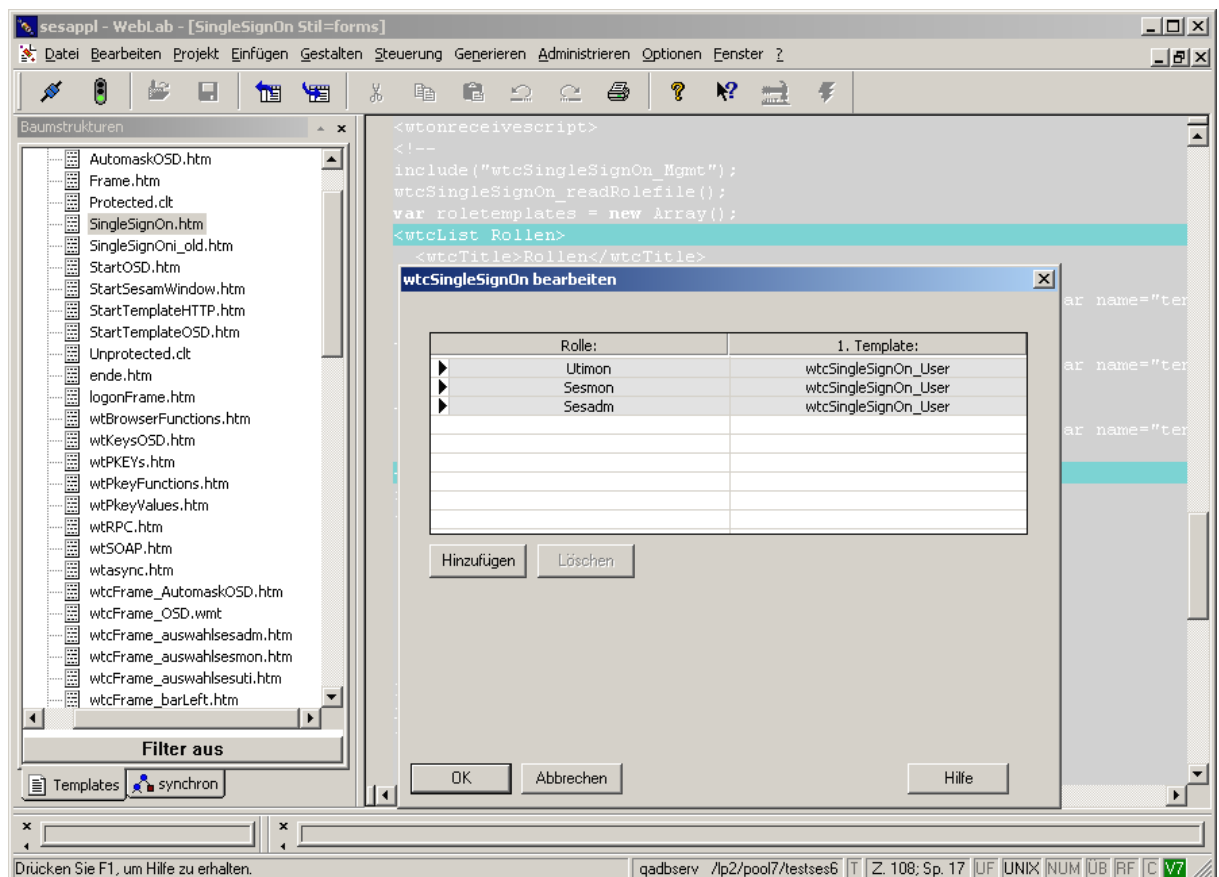 sesappl - WebLab - [SingleSignOn Stil=forms]
Datei Bearbeiten Projekt Einfügen Gestalten Steuerung Generieren Administrieren Optionen Fenster ?
Baumstrukturen
AutomaskOSD.htm
Frame.htm
Protected.clt
SingleSignOn.htm
SingleSignOni_old.htm
StartOSD.htm
StartSesamWindow.htm
StartTemplateHTTP.htm
StartTemplateOSD.htm
Unprotected.clt
ende.htm
logonFrame.htm
wtBrowserFunctions.htm
wtKeysOSD.htm
wtPKEYs.htm
wtPkeyFunctions.htm
wtPkeyValues.htm
wtRPC.htm
wtSOAP.htm
wtasync.htm
wtcFrame_AutomaskOSD.htm
wtcFrame_OSD.wmt
wtcFrame_auswahlsesadm.htm
wtcFrame_auswahlsesmon.htm
wtcFrame_auswahlsesuti.htm
wtcFrame_barLeft.htm
Filter aus
Templates synchron
<wtonreceivescript>
<!--
include("wtcSingleSignOn_Mgmt");
wtcSingleSignOn_readRolefile();
var roletemplates = new Array();
<wtcList Rollen>
<wtcTitle>Rollen</wtcTitle>
ar name="ter
ar name="ter
ar name="ter
wtcSingleSignOn bearbeiten
Rolle: 1. Template:
Utimon wtcSingleSignOn_User
Sesmon wtcSingleSignOn_User
Sesadm wtcSingleSignOn_User
Hinzufügen Löschen
OK Abbrechen Hilfe
Drücken Sie F1, um Hilfe zu erhalten. qadbserv /lp2/pool7/testses6 T Z. 108; Sp. 17 UF UNIX NUM ÜB RF C V7